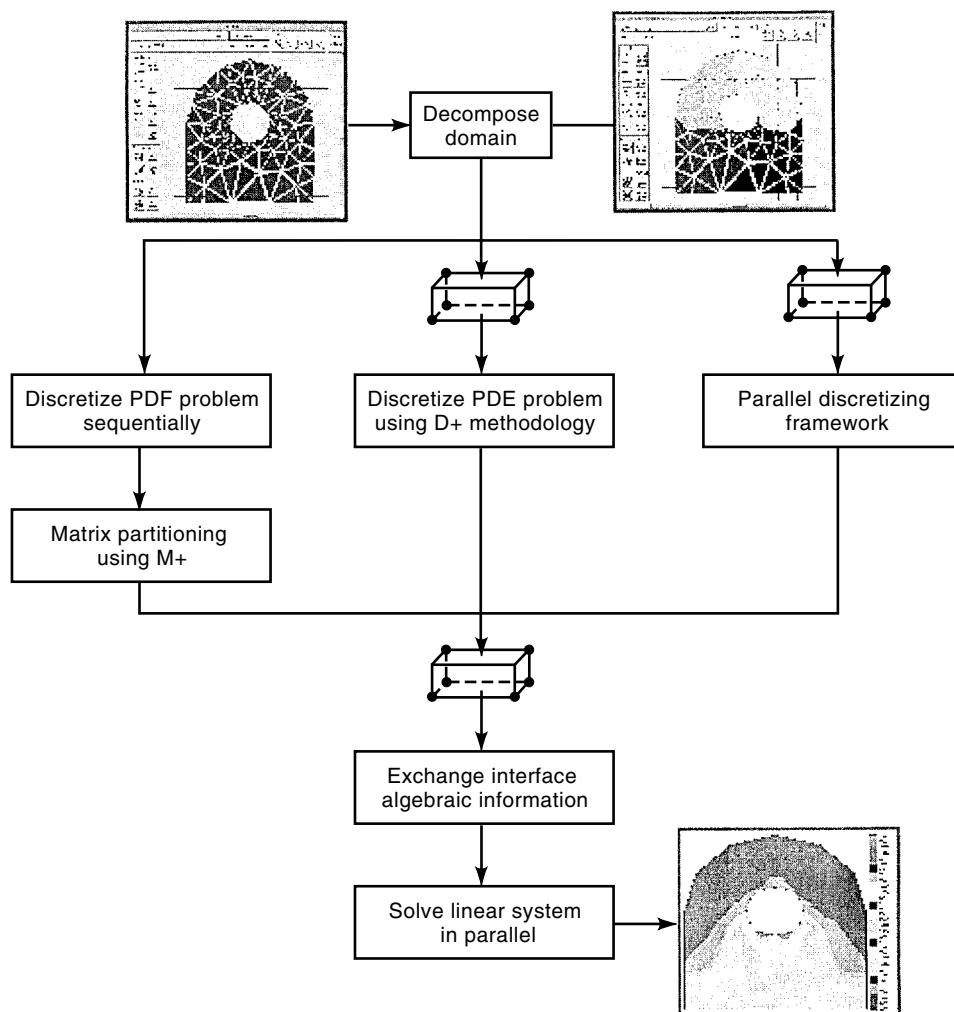 Decompose
domain
Discretize PDF problem
sequentially
Discretize PDE problem
using D+ methodology
Parallel discretizing
framework
Matrix partitioning
using M+
Exchange interface
algebraic information
Solve linear system
in parallel